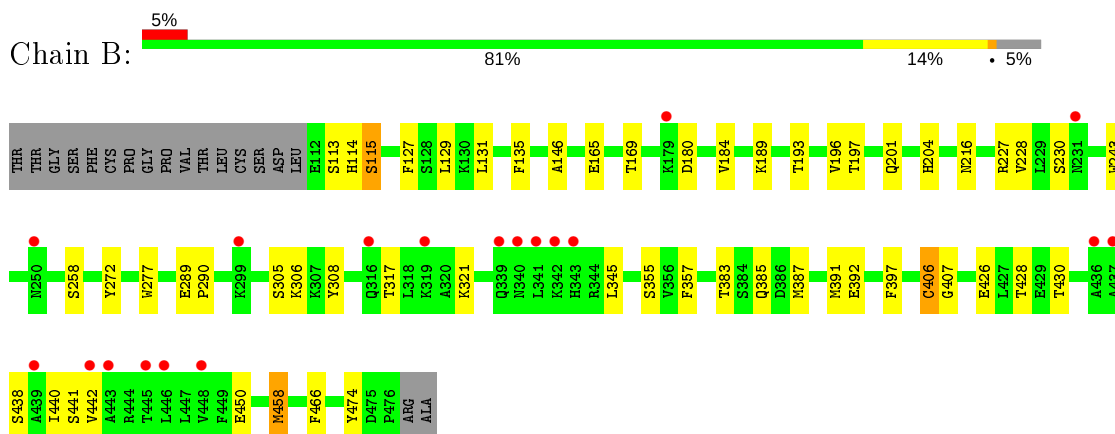 5%
Chain B:
81% 14% • 5%
THR THR GLY SER PHE CYS PRO GLY PRO PRO VAL THR LEU CYS SER ASP LEU E112 S113 H114 S115 F127 S128 L129 K130 L131 F135 A146 E165 T169 K179 D180 V184 K189 T193 V196 T197 Q201 H204 N216 R227 V228 L229 S230 N231 W243
N250 S258 Y272 W277 E289 P290 K299 S305 K306 K307 Y308 Q316 T317 L318 K319 A320 K321 Q339 N340 L341 K342 H343 R344 L345 S355 V356 F357 T383 S384 Q385 D386 M387 M391 E392 F397 C406 G407 E426 L427 T428 E429 T430 A436 A437
S438 A439 I440 S441 V442 A443 R444 T445 L446 L447 V448 F449 E450 M458 F466 Y474 D475 P476 ARG ALA